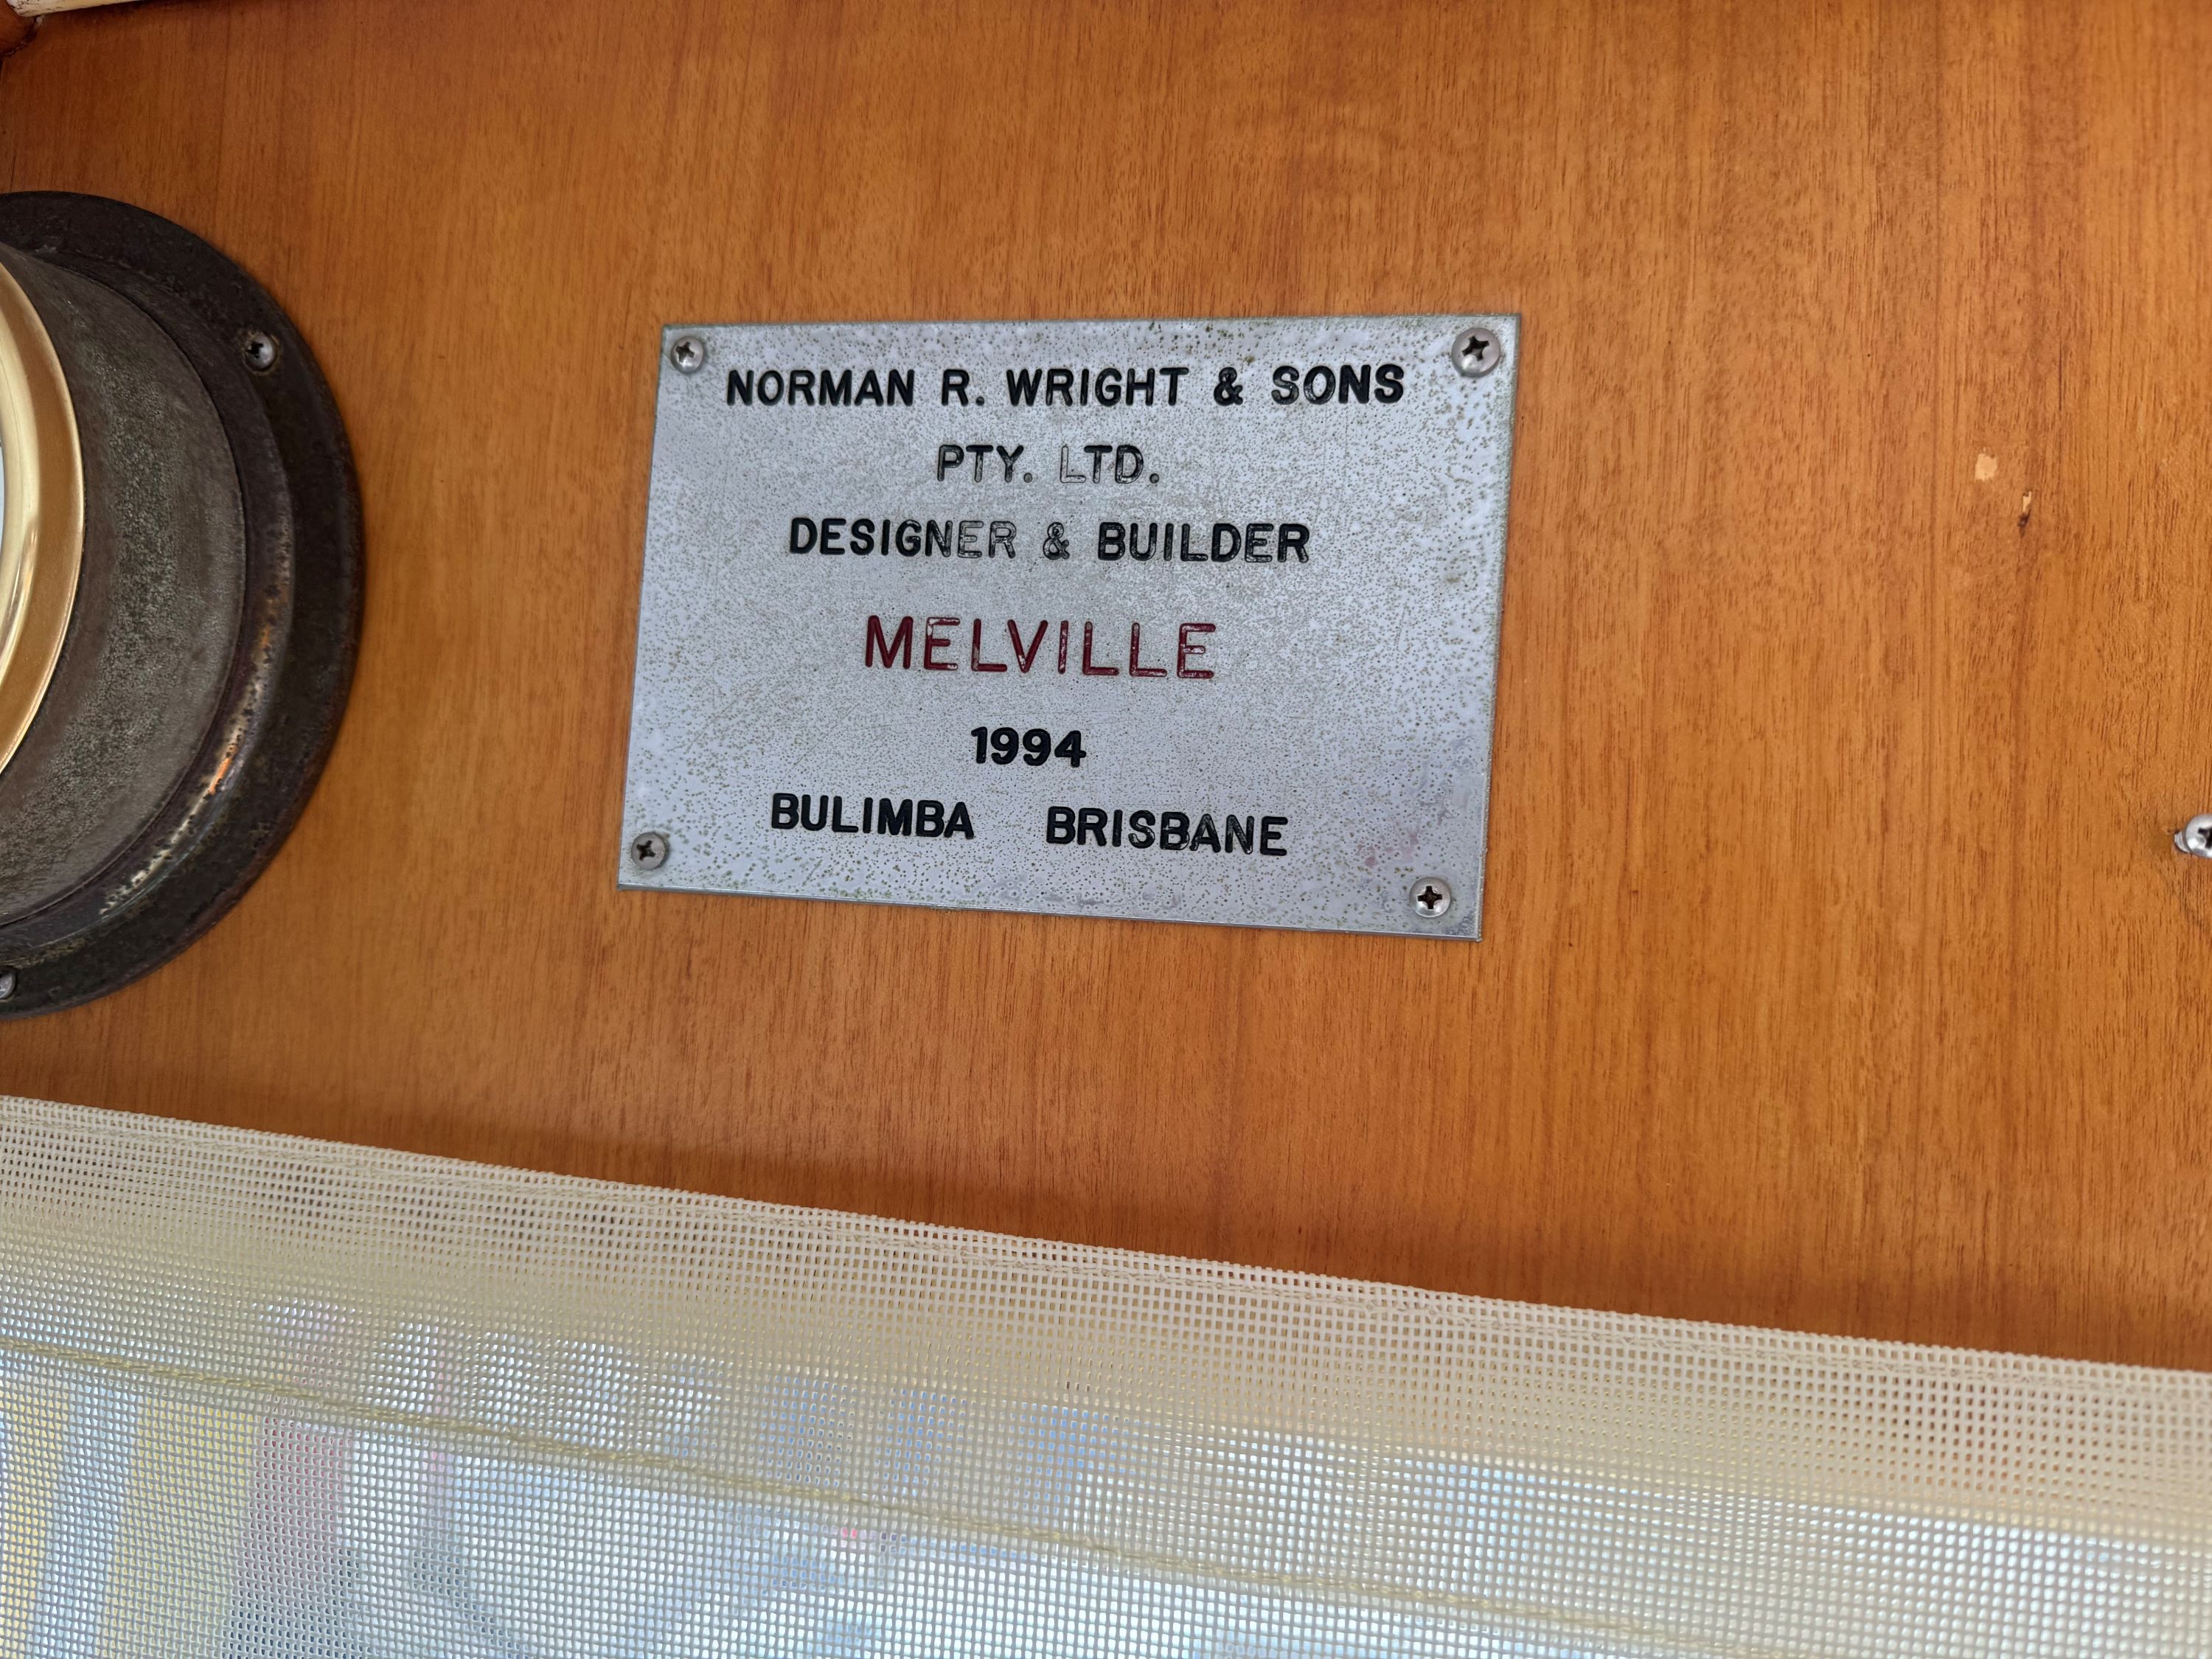 NORMAN R. WRIGHT & SONS
PTY. LTD.
DESIGNER & BUILDER
MELVILLE
1994
BULIMBA BRISBANE